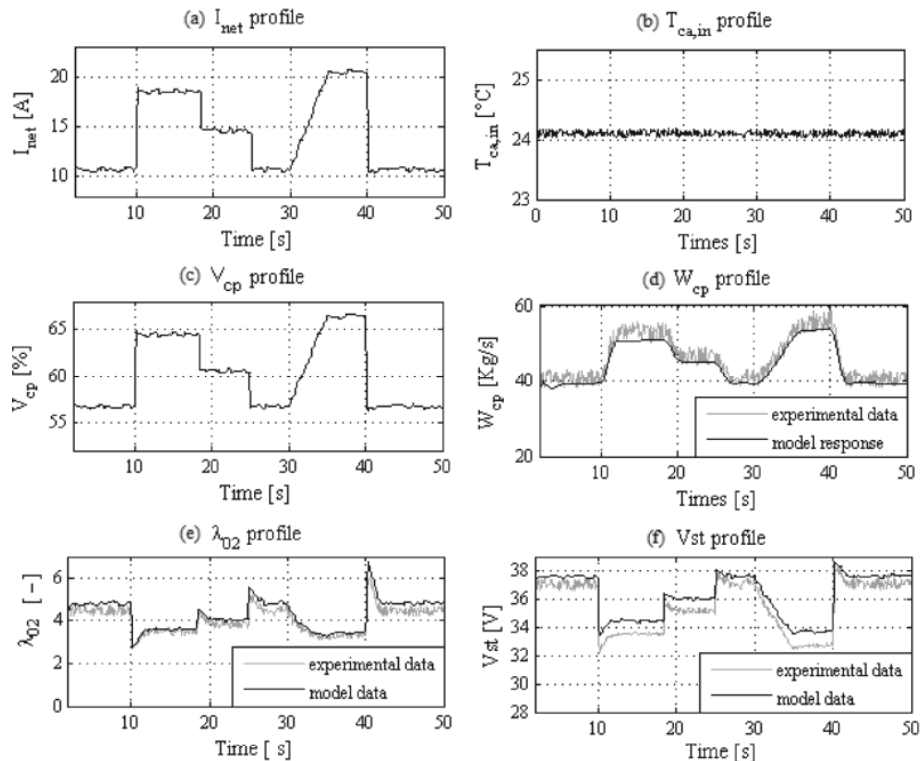 (a) I_net profile
I_net [A]
20
15
10
10 20 30 40 50
Time [s]
(b) T_ca,in profile
T_ca,in [°C]
25
24
23
0 10 20 30 40 50
Times [s]
(c) V_cp profile
V_cp [%]
65
60
55
10 20 30 40 50
Time [s]
(d) W_cp profile
W_cp [Kg/s]
60
40
20
experimental data
model response
10 20 30 40 50
Times [s]
(e) λ_02 profile
λ_02 [-]
6
4
2
0
experimental data
model data
10 20 30 40 50
Time [ s]
(f) Vst profile
Vst [V]
38
36
34
32
30
28
experimental data
model data
10 20 30 40 50
Time [s]